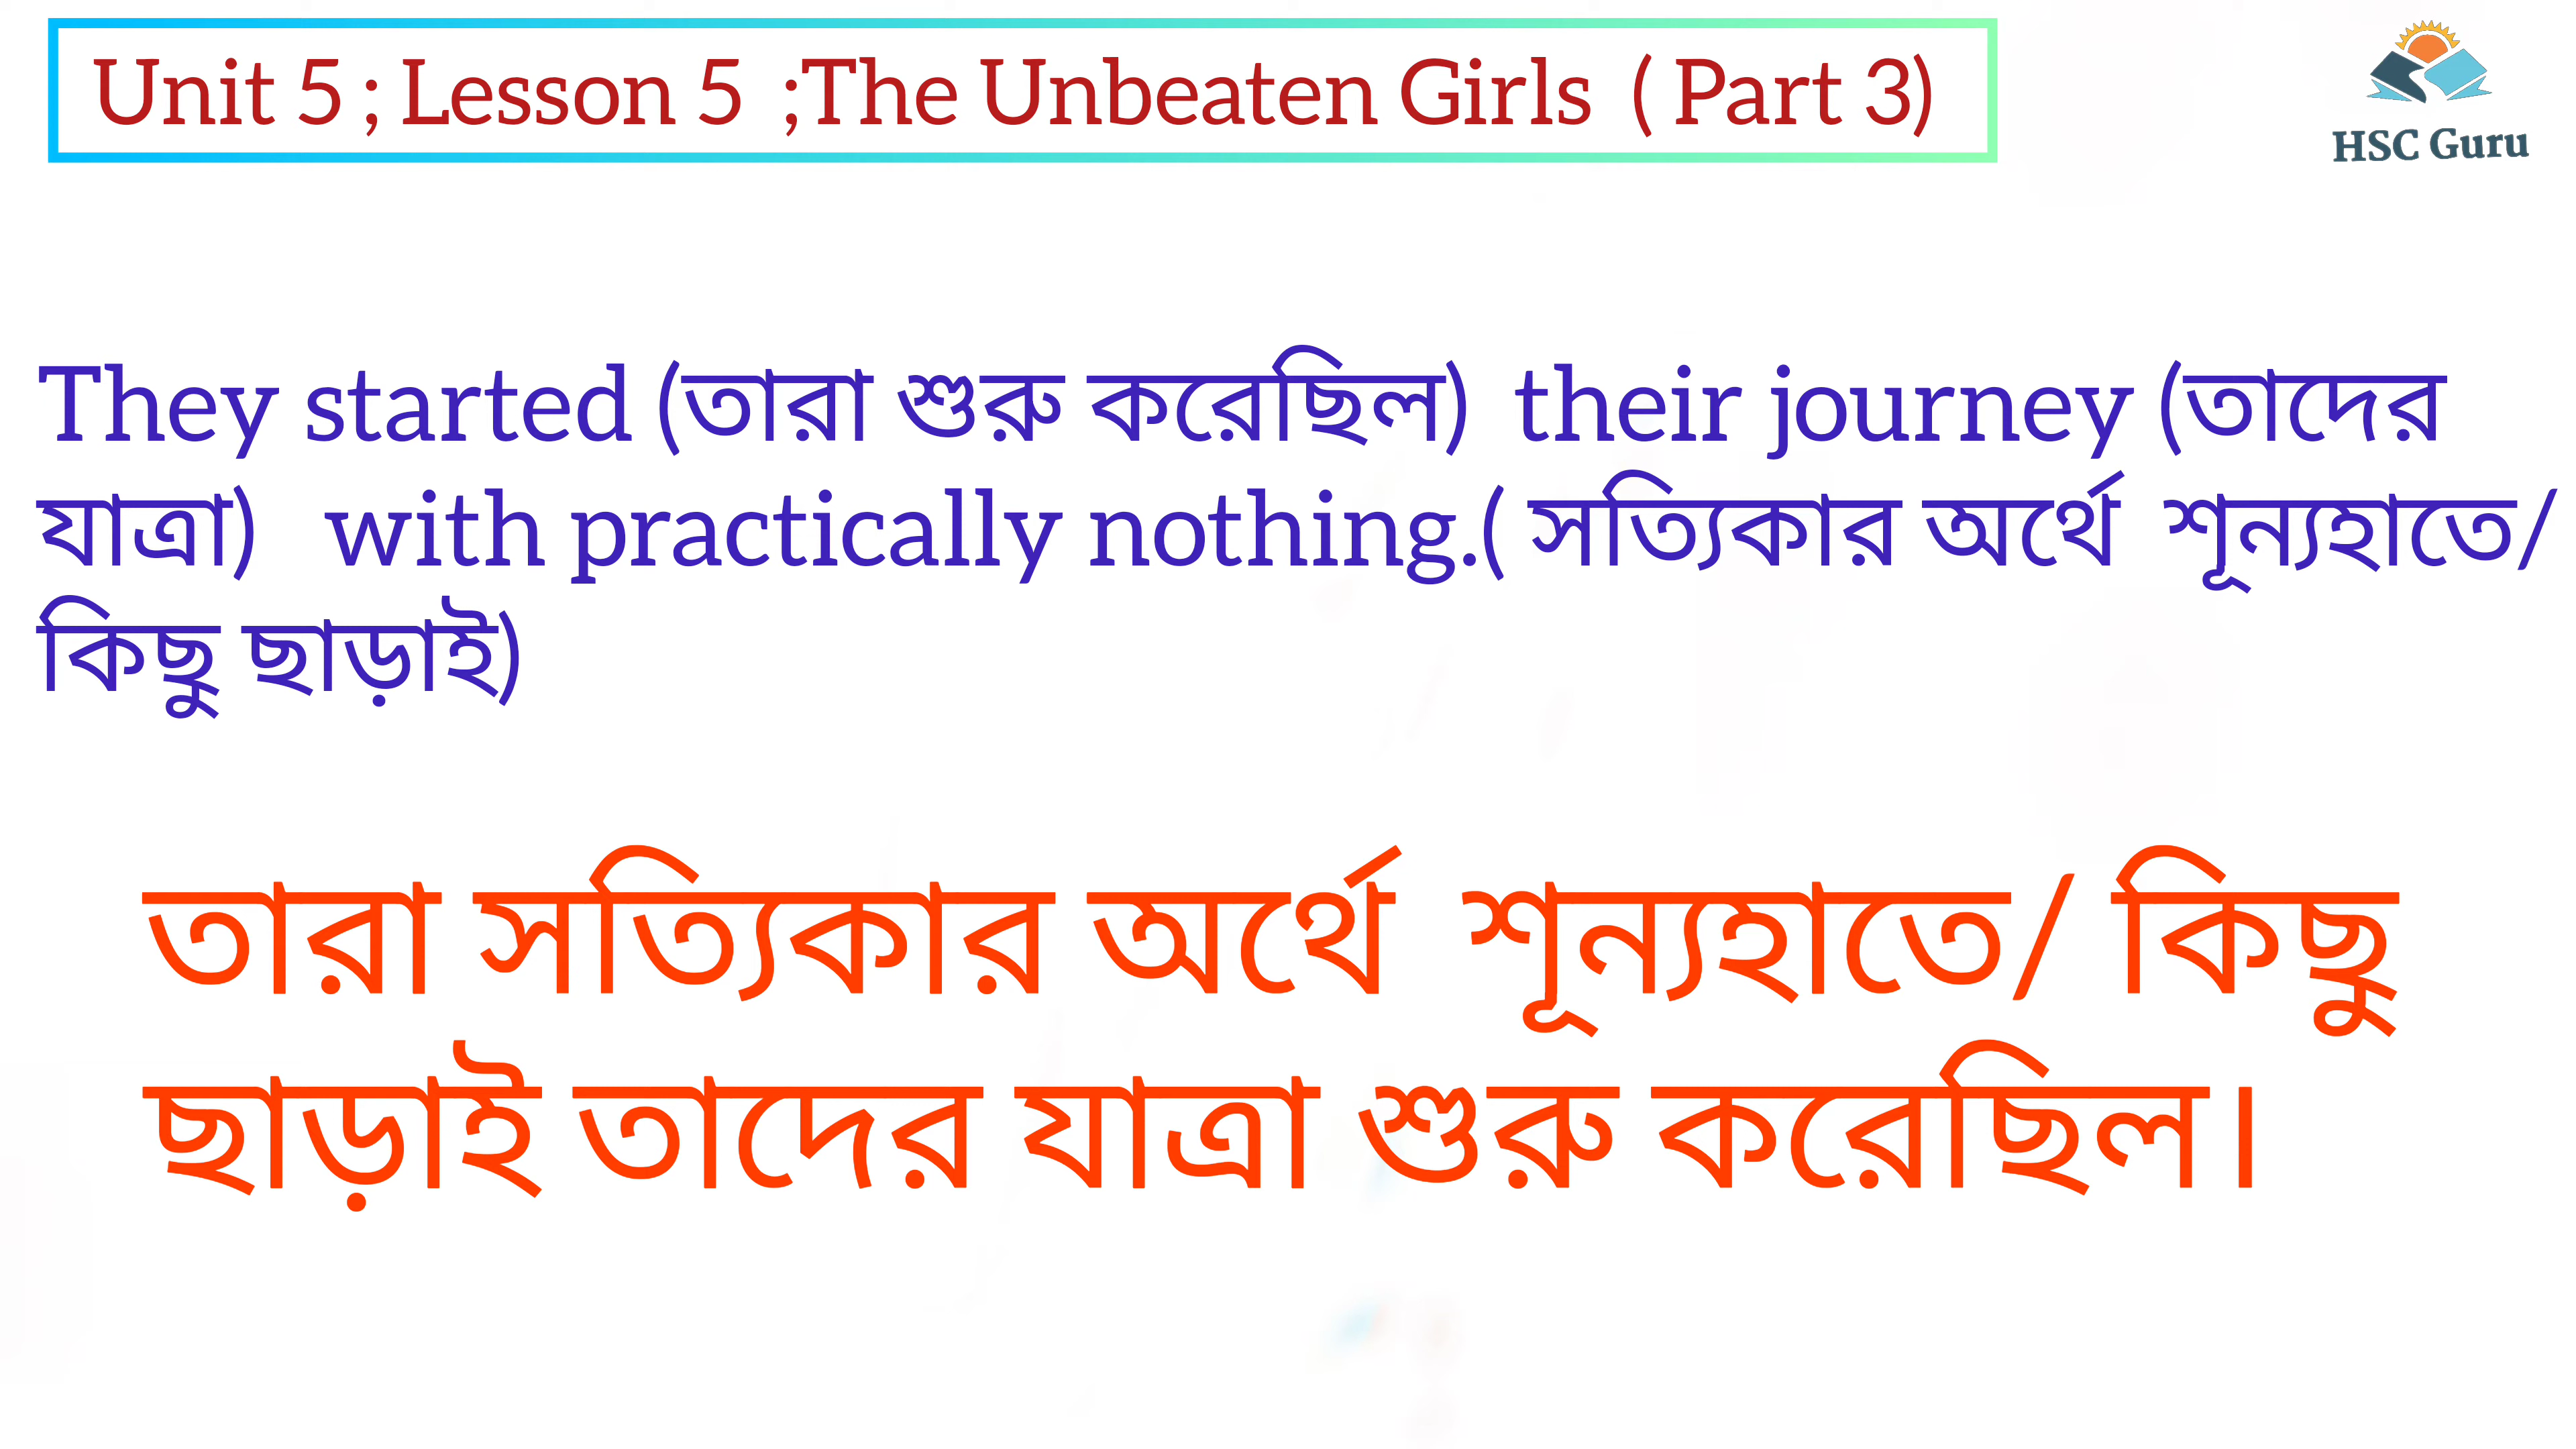 Unit 5 ; Lesson 5 ;The Unbeaten Girls ( Part 3)
HSC Guru
They started (তারা শুরু করেছিল) their journey (তাদের
যাত্রা) with practically nothing.( সত্যিকার অর্থে শূন্যহাতে/
কিছু ছাড়াই)
তারা সত্যিকার অর্থে শূন্যহাতে/ কিছু
ছাড়াই তাদের যাত্রা শুরু করেছিল।